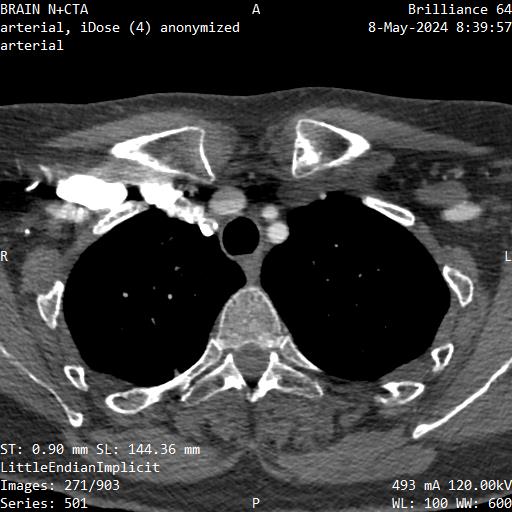 BRAIN N+CTA A Brilliance 64
arterial, iDose (4) anonymized 8-May-2024 8:39:57
arterial
R L
ST: 0.90 mm SL: 144.36 mm
LittleEndianImplicit
Images: 271/903 493 mA 120.00kV
Series: 501 P WL: 100 WW: 600